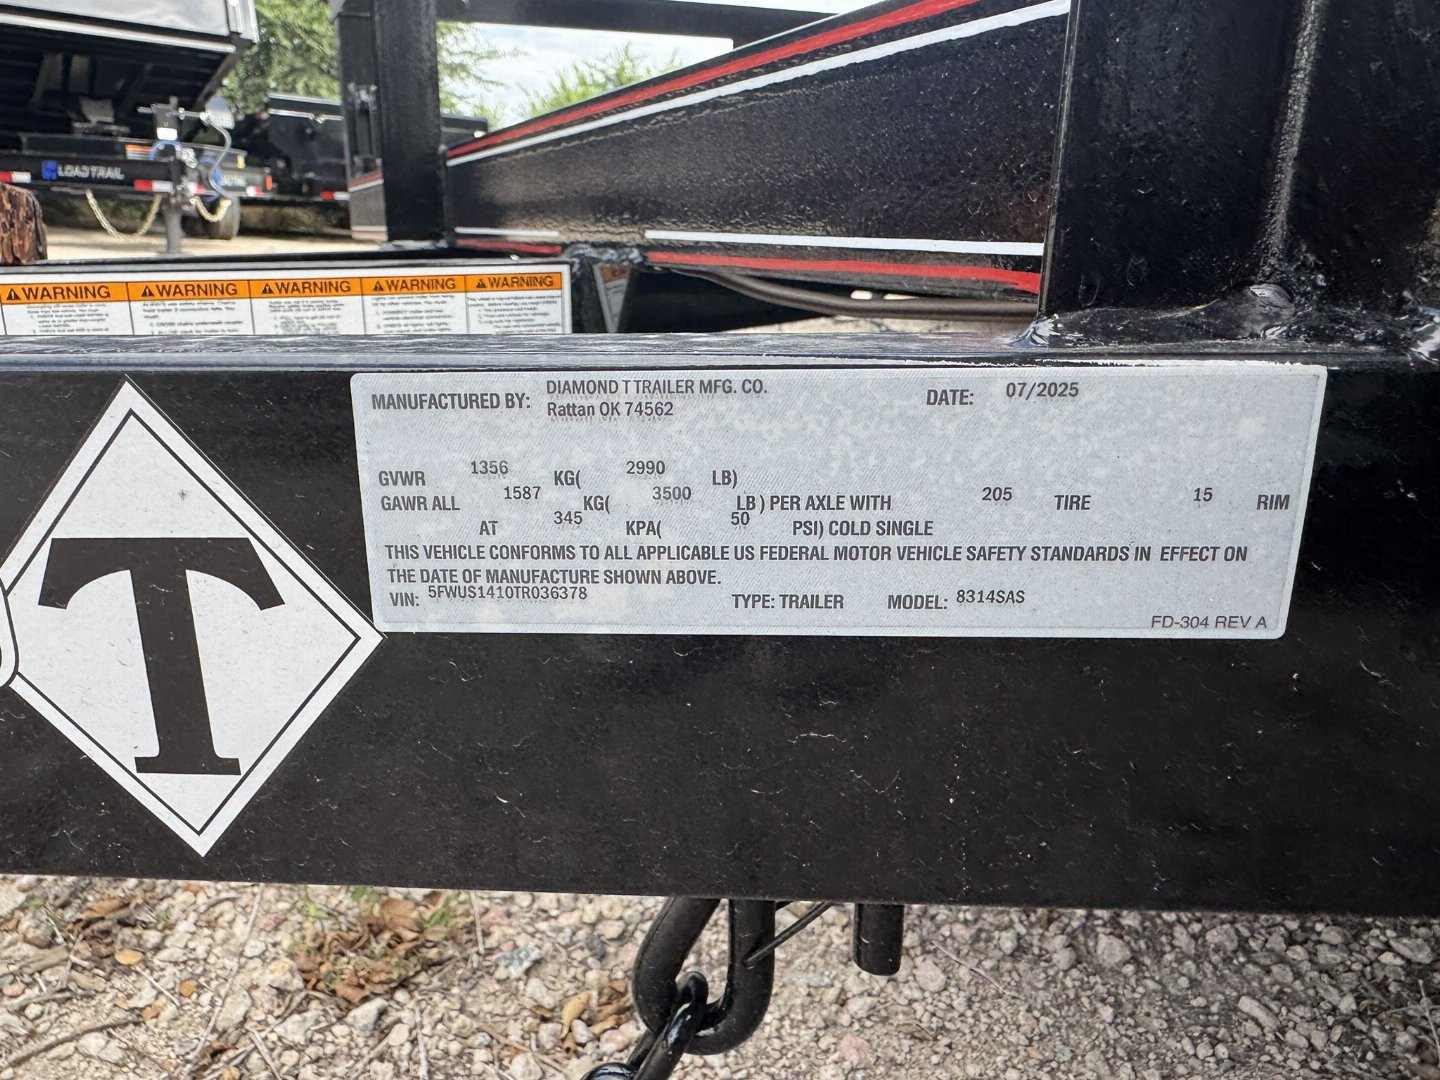 LOAD TRAIL
WARNING WARNING WARNING WARNING WARNING
T
MANUFACTURED BY: DIAMOND T TRAILER MFG. CO. DATE: 07/2025
Rattan OK 74562
GVWR 1356 KG( 2990 LB)
GAWR ALL 1587 KG( 3500 LB ) PER AXLE WITH 205 TIRE 15 RIM
AT 345 KPA( 50 PSI) COLD SINGLE
THIS VEHICLE CONFORMS TO ALL APPLICABLE US FEDERAL MOTOR VEHICLE SAFETY STANDARDS IN EFFECT ON
THE DATE OF MANUFACTURE SHOWN ABOVE.
VIN: 5FWUS1410TR036378 TYPE: TRAILER MODEL: 8314SAS
FD-304 REV A